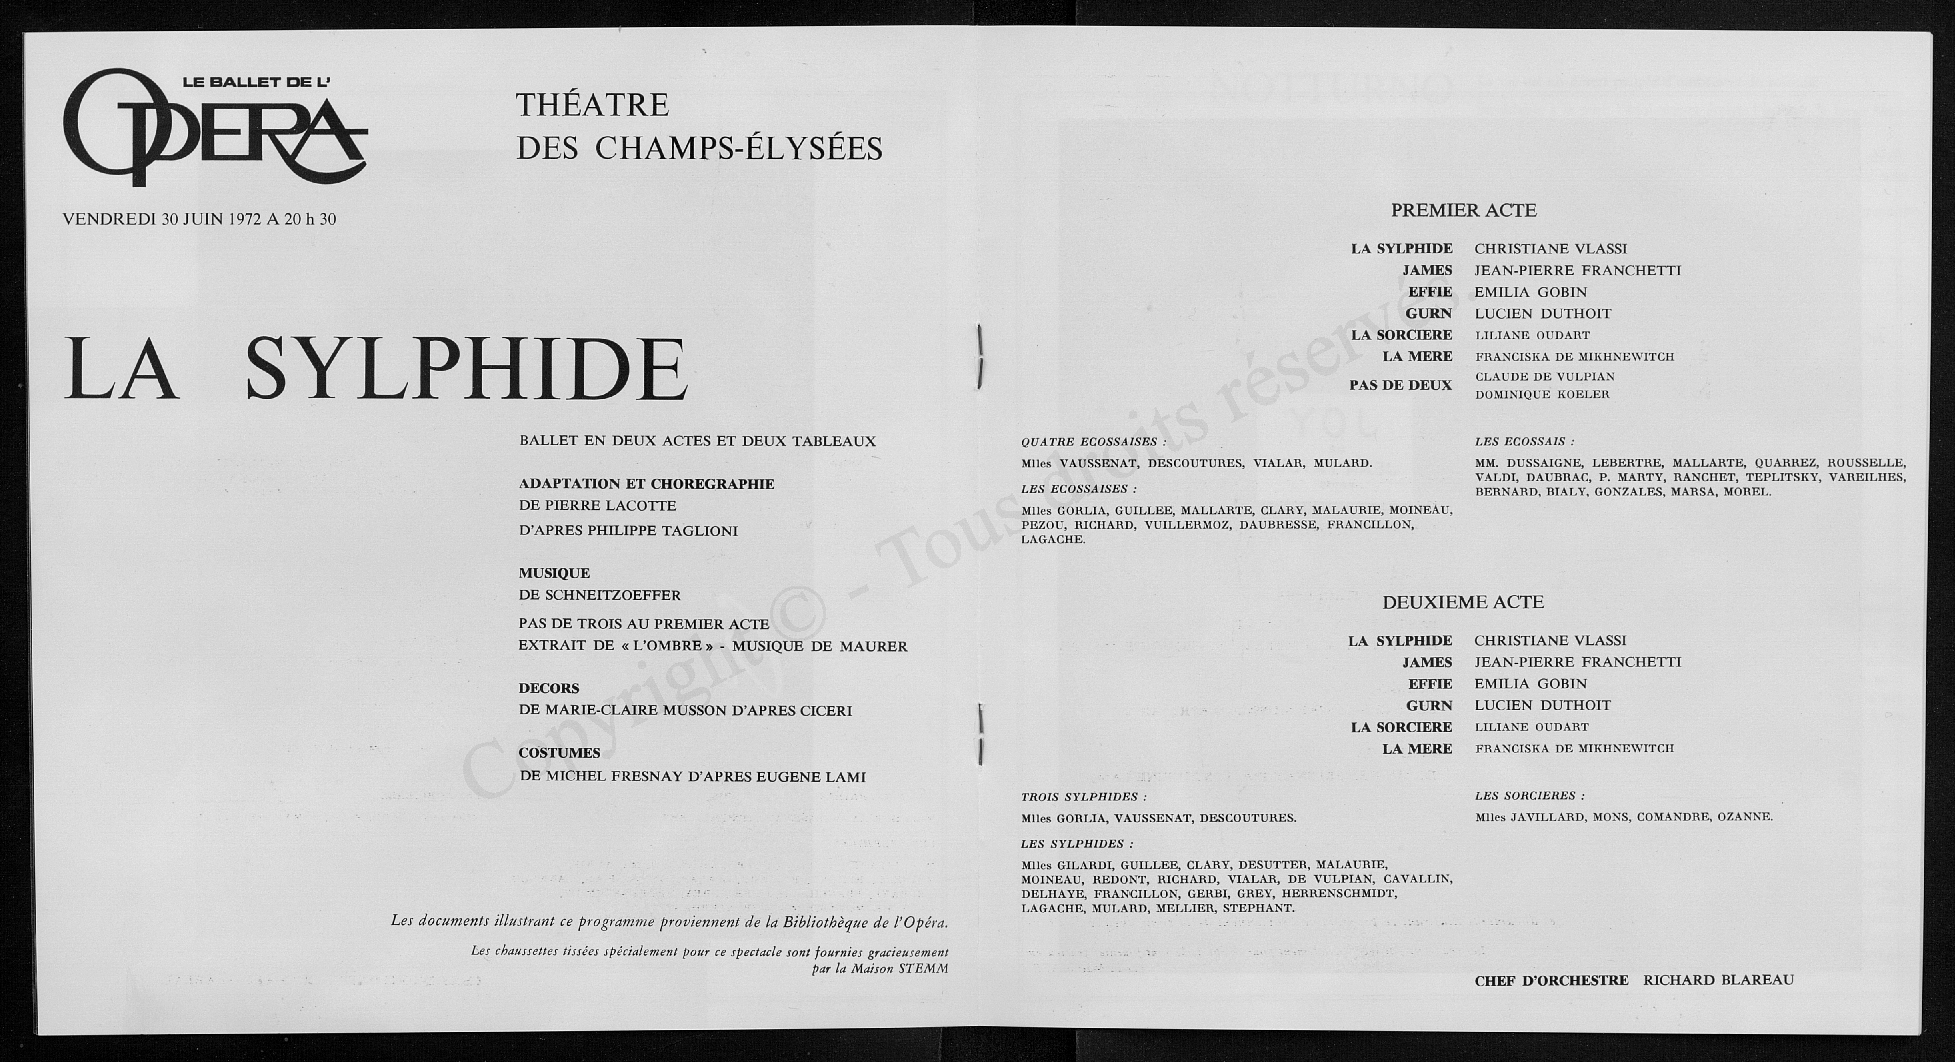 LE BALLET DE L'
OPERA
THÉATRE
DES CHAMPS-ÉLYSÉES
VENDREDI 30 JUIN 1972 A 20 h 30
LA SYLPHIDE
BALLET EN DEUX ACTES ET DEUX TABLEAUX
ADAPTATION ET CHOREGRAPHIE
DE PIERRE LACOTTE
D'APRES PHILIPPE TAGLIONI
MUSIQUE
DE SCHNEITZOEFFER
PAS DE TROIS AU PREMIER ACTE
EXTRAIT DE « L'OMBRE » - MUSIQUE DE MAURER
DECORS
DE MARIE-CLAIRE MUSSON D'APRES CICERI
COSTUMES
DE MICHEL FRESNAY D'APRES EUGENE LAMI
Les documents illustrant ce programme proviennent de la Bibliothèque de l'Opéra.
Les chaussettes tissées spécialement pour ce spectacle sont fournies gracieusement
par la Maison STEMM
PREMIER ACTE
LA SYLPHIDE CHRISTIANE VLASSI
JAMES JEAN-PIERRE FRANCHETTI
EFFIE EMILIA GOBIN
GURN LUCIEN DUTHOIT
LA SORCIERE LILIANE OUDART
LA MERE FRANCISKA DE MIKHNEWITCH
PAS DE DEUX CLAUDE DE VULPIAN
DOMINIQUE KOELER
QUATRE ECOSSAISES :
Mlles VAUSSENAT, DESCOUTURES, VIALAR, MULARD.
LES ECOSSAISES :
Mlles GORLIA, GUILLEE, MALLARTE, CLARY, MALAURIE, MOINEAU,
PEZOU, RICHARD, VUILLERMOZ, DAUBRESSE, FRANCILLON,
LAGACHE.
LES ECOSSAIS :
MM. DUSSAIGNE, LEBERTRE, MALLARTE, QUARREZ, ROUSSELLE,
VALDI, DAUBRAC, P. MARTY, RANCHET, TEPLITSKY, VAREILHES,
BERNARD, BIALY, GONZALES, MARSA, MOREL.
DEUXIEME ACTE
LA SYLPHIDE CHRISTIANE VLASSI
JAMES JEAN-PIERRE FRANCHETTI
EFFIE EMILIA GOBIN
GURN LUCIEN DUTHOIT
LA SORCIERE LILIANE OUDART
LA MERE FRANCISKA DE MIKHNEWITCH
TROIS SYLPHIDES :
Mlles GORLIA, VAUSSENAT, DESCOUTURES.
LES SYLPHIDES :
Mlles GILARDI, GUILLEE, CLARY, DESUTTER, MALAURIE,
MOINEAU, REDONT, RICHARD, VIALAR, DE VULPIAN, CAVALLIN,
DELHAYE, FRANCILLON, GERBI, GREY, HERRENSCHMIDT,
LAGACHE, MULARD, MELLIER, STEPHANT.
LES SORCIERES :
Mlles JAVILLARD, MONS, COMANDRE, OZANNE.
CHEF D'ORCHESTRE RICHARD BLAREAU
Copyright © - Tous droits réservés.